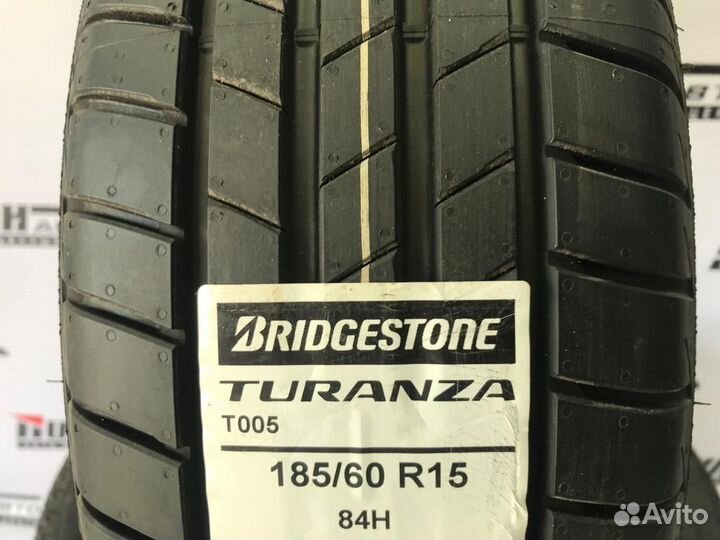 BRIDGESTONE
TURANZA
T005
185/60 R15
84H
Avito